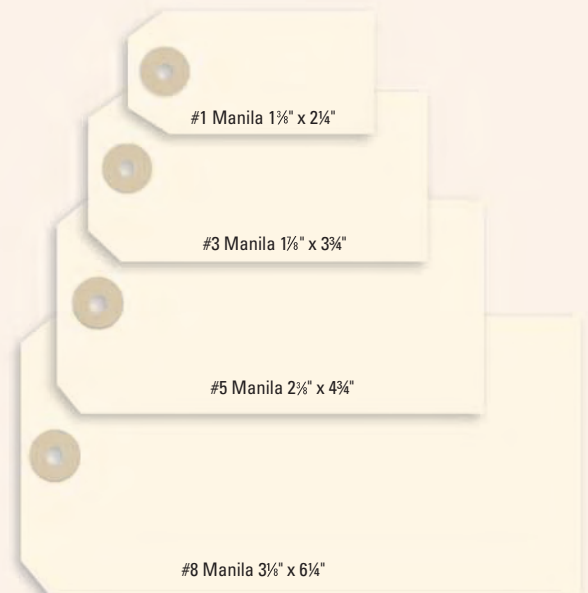 #1 Manila 1⅜" x 2¼"
#3 Manila 1⅞" x 3¾"
#5 Manila 2⅜" x 4¾"
#8 Manila 3⅛" x 6¼"